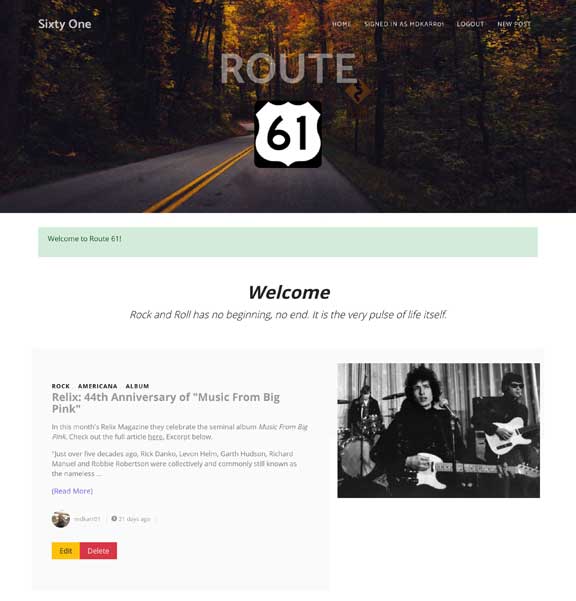 Sixty One
HOME SIGNED IN AS MDKARR01 LOGOUT NEW POST
ROUTE
61
Welcome to Route 61!
Welcome
Rock and Roll has no beginning, no end. It is the very pulse of life itself.
ROCK AMERICANA ALBUM
Relix: 44th Anniversary of "Music From Big
Pink"
In this month's Relix Magazine they celebrate the seminal album Music From Big
Pink. Check out the full article here. Excerpt below.
"Just over five decades ago, Rick Danko, Levon Helm, Garth Hudson, Richard
Manuel and Robbie Robertson were collectively and commonly still known as
the nameless ...
(Read More)
mdkarr01 | 21 days ago |
Edit Delete